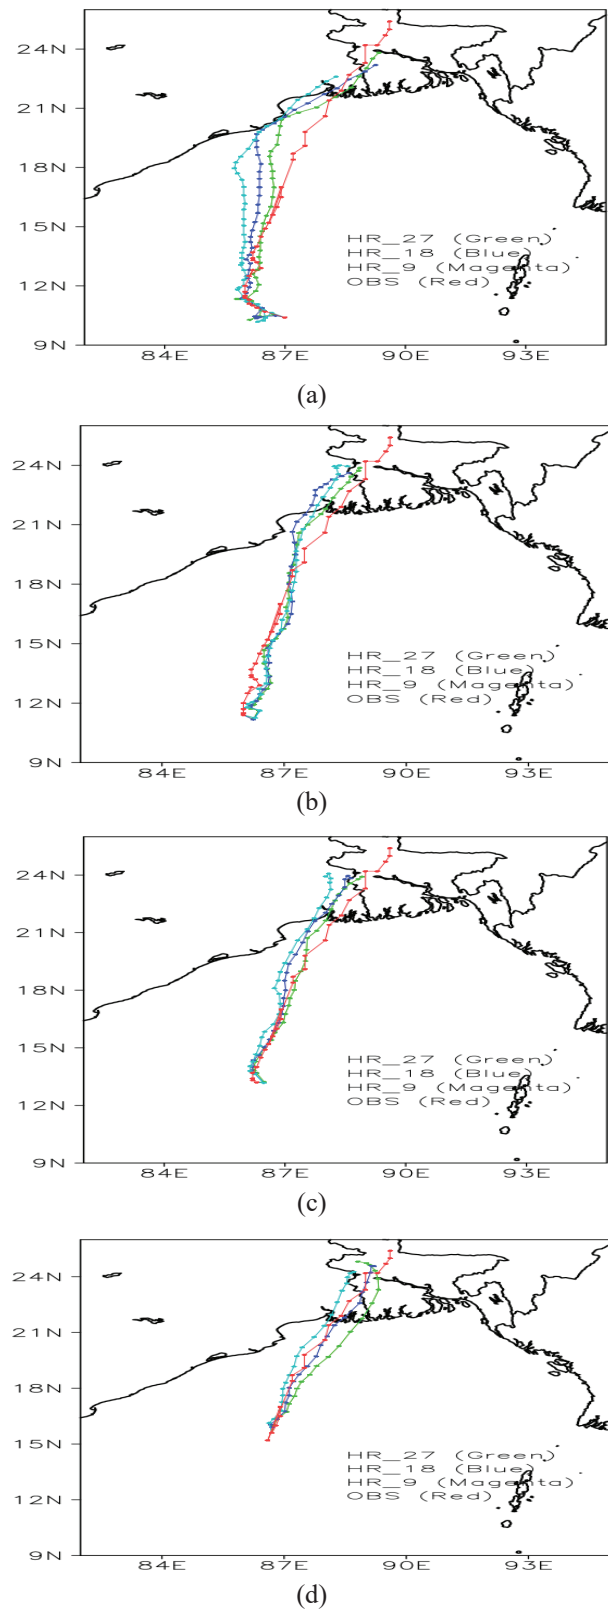 24N
21N
18N
15N
12N
9N
HR_27 (Green)
HR_18 (Blue)
HR_9 (Magenta)
OBS (Red)
84E 87E 90E 93E
(a)
24N
21N
18N
15N
12N
9N
HR_27 (Green)
HR_18 (Blue)
HR_9 (Magenta)
OBS (Red)
84E 87E 90E 93E
(b)
24N
21N
18N
15N
12N
9N
HR_27 (Green)
HR_18 (Blue)
HR_9 (Magenta)
OBS (Red)
84E 87E 90E 93E
(c)
24N
21N
18N
15N
12N
9N
HR_27 (Green)
HR_18 (Blue)
HR_9 (Magenta)
OBS (Red)
84E 87E 90E 93E
(d)